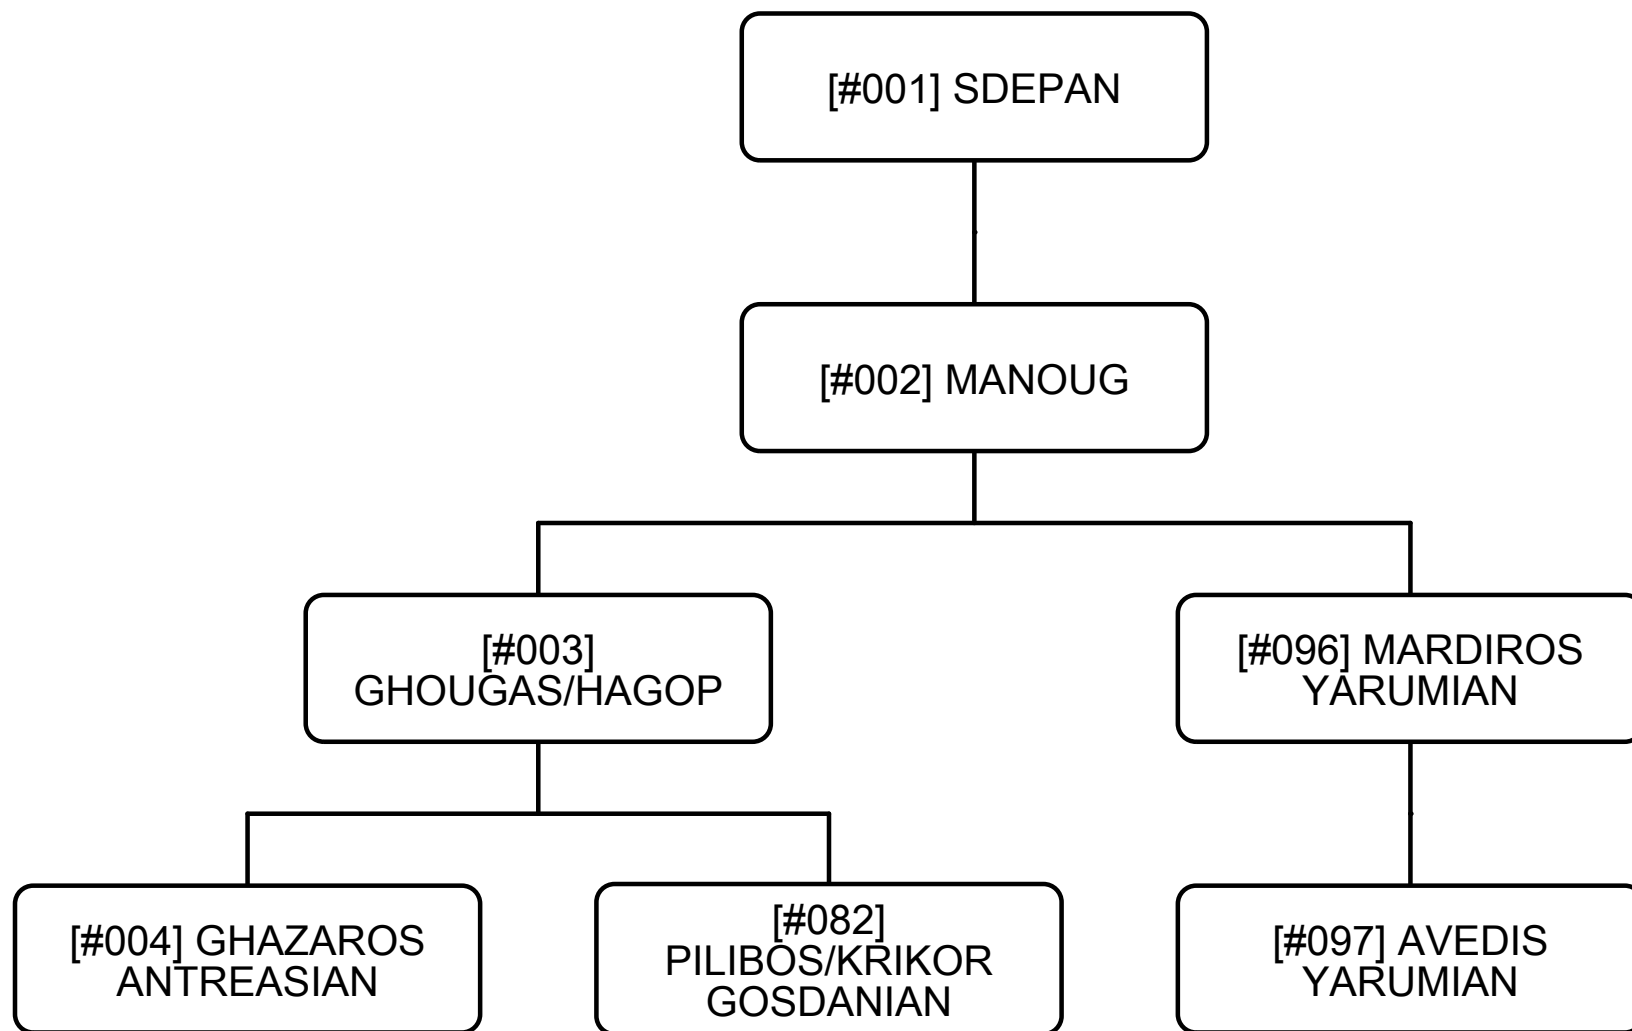 [#001] SDEPAN
[#002] MANOUG
[#003]
GHOUGAS/HAGOP
[#096] MARDIROS
YARUMIAN
[#004] GHAZAROS
ANTREASIAN
[#082]
PILIBOS/KRIKOR
GOSDANIAN
[#097] AVEDIS
YARUMIAN